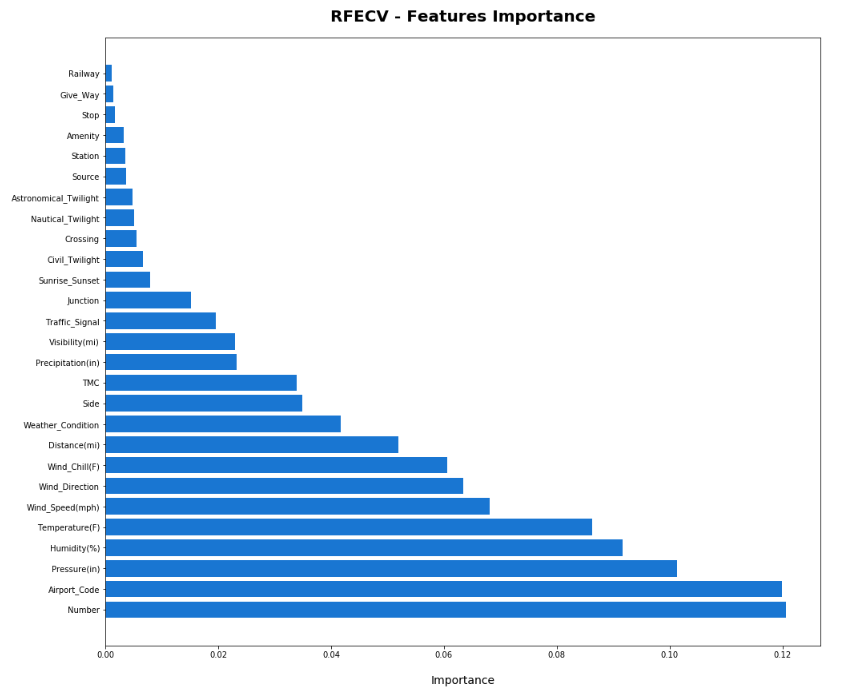 RFECV - Features Importance
Railway
Give_Way
Stop
Amenity
Station
Source
Astronomical_Twilight
Nautical_Twilight
Crossing
Civil_Twilight
Sunrise_Sunset
Junction
Traffic_Signal
Visibility(mi)
Precipitation(in)
TMC
Side
Weather_Condition
Distance(mi)
Wind_Chill(F)
Wind_Direction
Wind_Speed(mph)
Temperature(F)
Humidity(%)
Pressure(in)
Airport_Code
Number
0.00 0.02 0.04 0.06 0.08 0.10 0.12
Importance